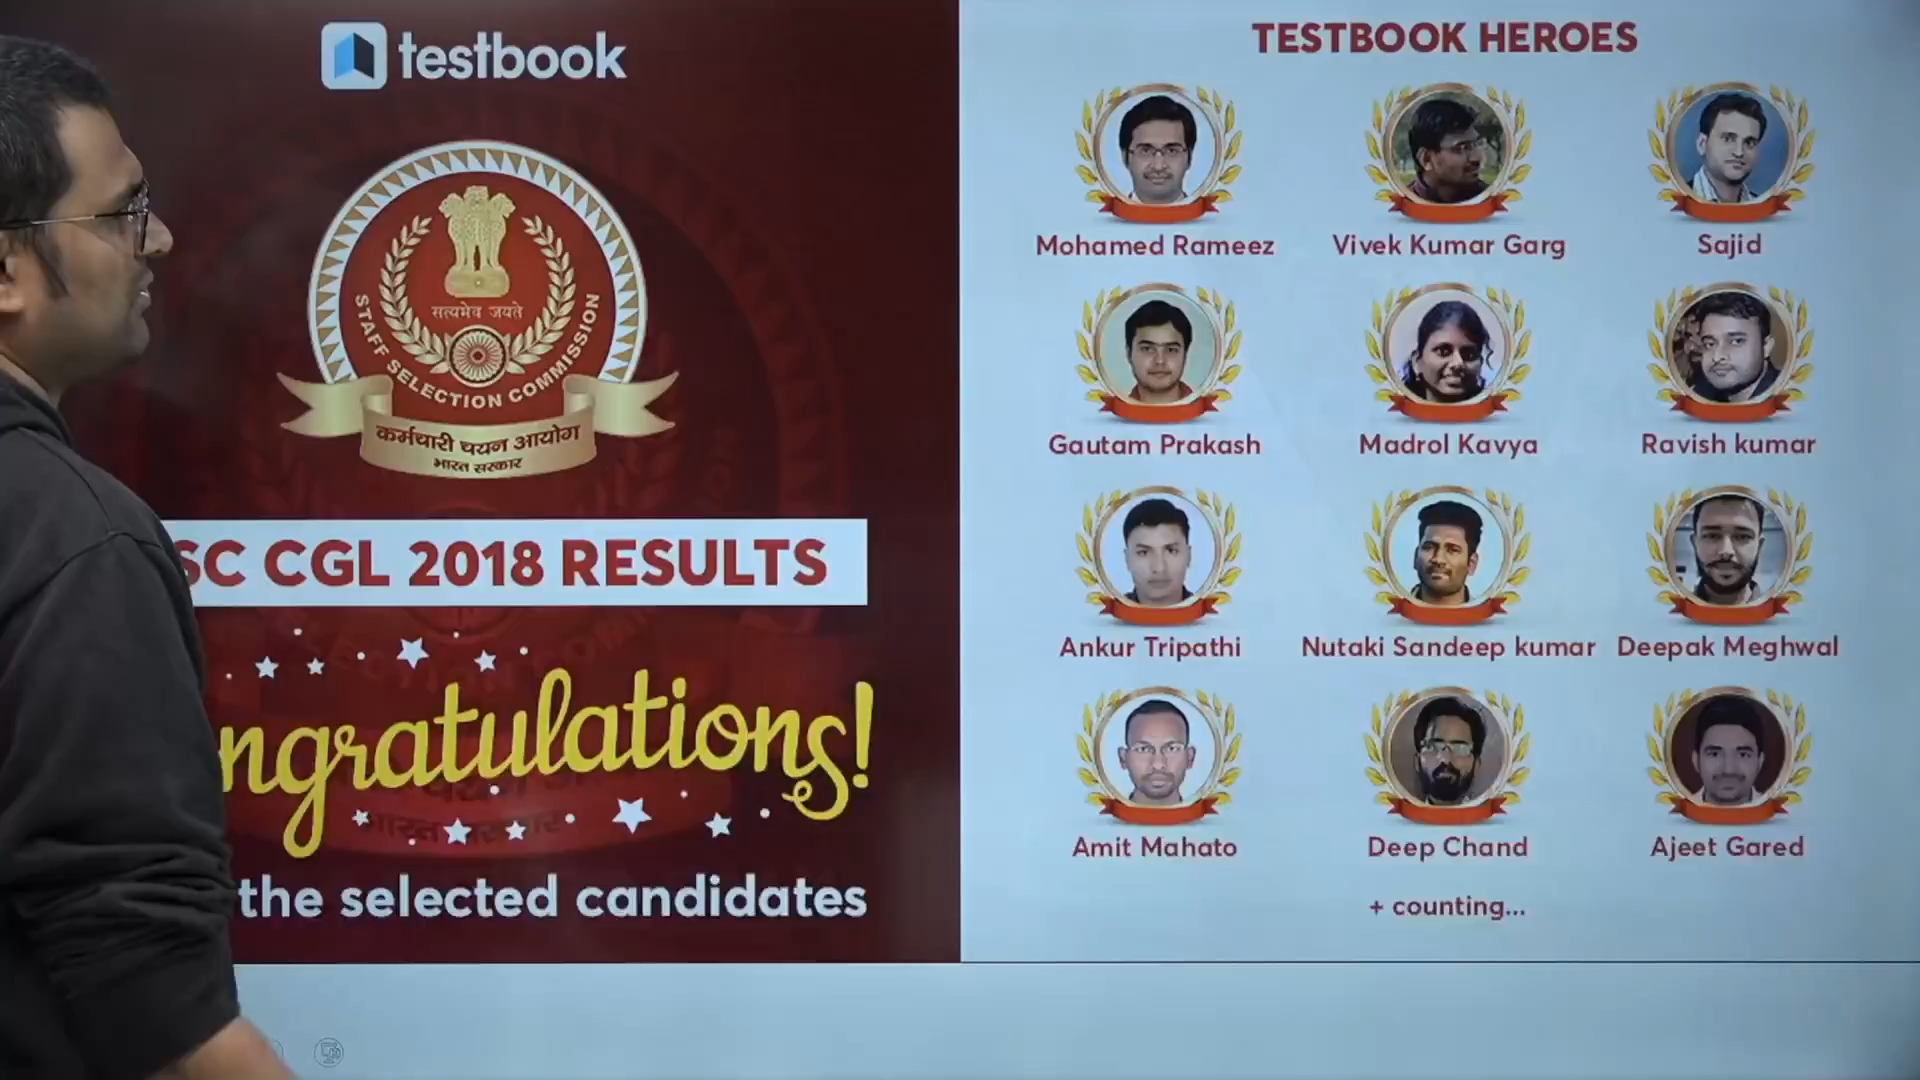 testbook
सत्यमेव जयते
STAFF SELECTION COMMISSION
कर्मचारी चयन आयोग
भारत सरकार
SC CGL 2018 RESULTS
ngratulations!
the selected candidates
TESTBOOK HEROES
Mohamed Rameez
Vivek Kumar Garg
Sajid
Gautam Prakash
Madrol Kavya
Ravish kumar
Ankur Tripathi
Nutaki Sandeep kumar
Deepak Meghwal
Amit Mahato
Deep Chand
Ajeet Gared
+ counting...